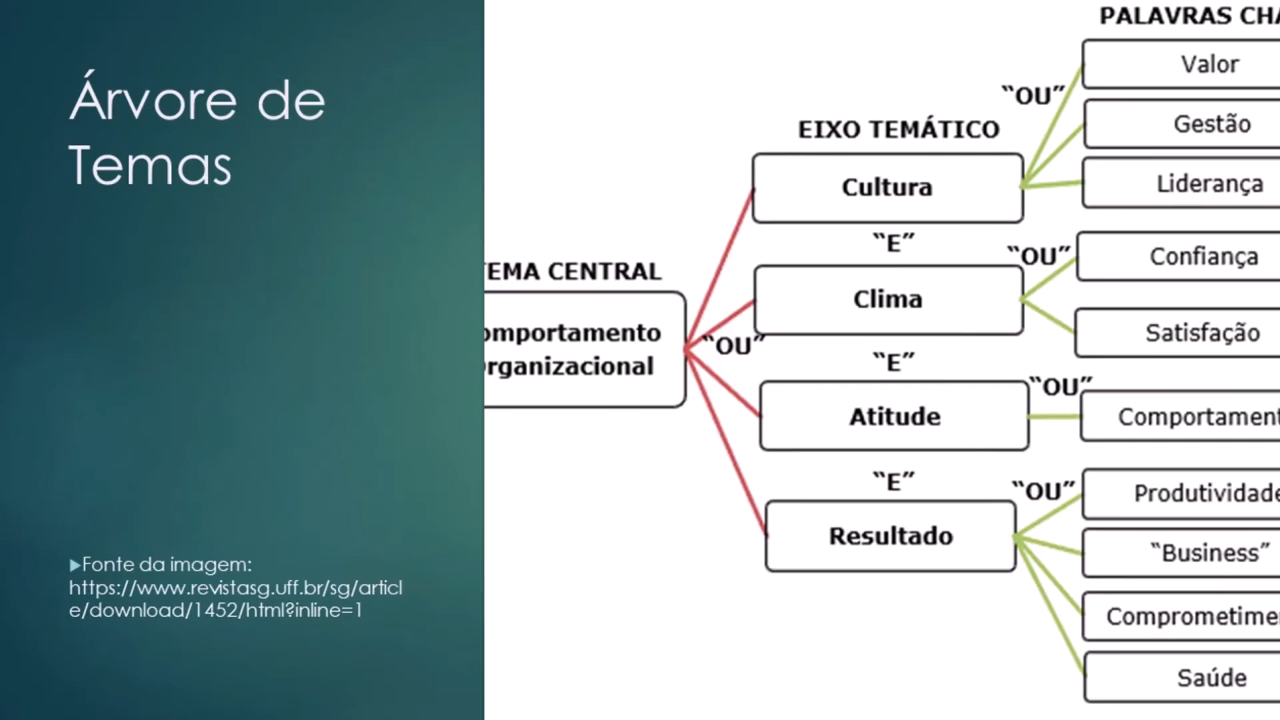 Árvore de
Temas
Fonte da imagem:
https://www.revistasg.uff.br/sg/articl
e/download/1452/html?inline=1
TEMA CENTRAL
omportamento
rganizacional
“OU”
EIXO TEMÁTICO
Cultura
“E”
Clima
“E”
Atitude
“E”
Resultado
PALAVRAS CHA
“OU”
Valor
Gestão
Liderança
“OU”
Confiança
Satisfação
“OU”
Comportament
“OU”
Produtividade
“Business”
Comprometime
Saúde